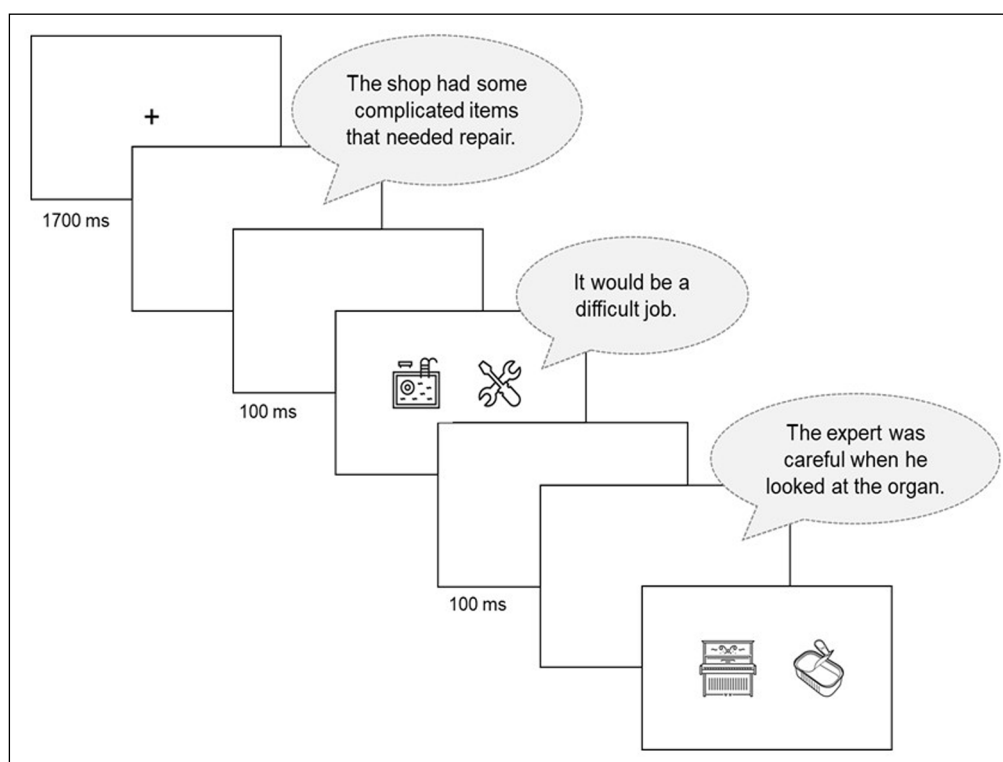 +
The shop had some
complicated items
that needed repair.
1700 ms
It would be a
difficult job.
100 ms
The expert was
careful when he
looked at the organ.
100 ms